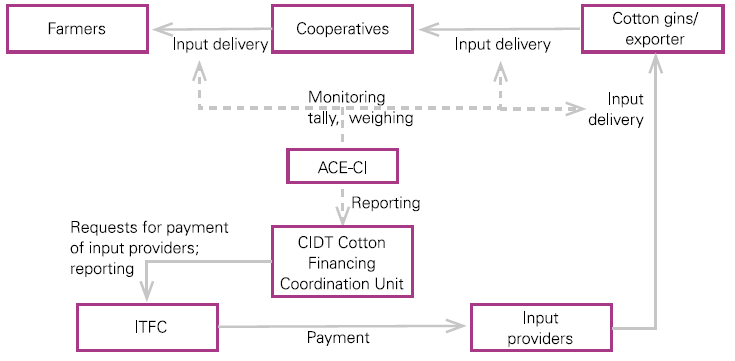 Farmers
Cooperatives
Cotton gins/
exporter
Input delivery
Input delivery
Monitoring
tally, weighing
Input
delivery
ACE-CI
Reporting
Requests for payment
of input providers;
reporting
CIDT Cotton
Financing
Coordination Unit
ITFC
Payment
Input
providers